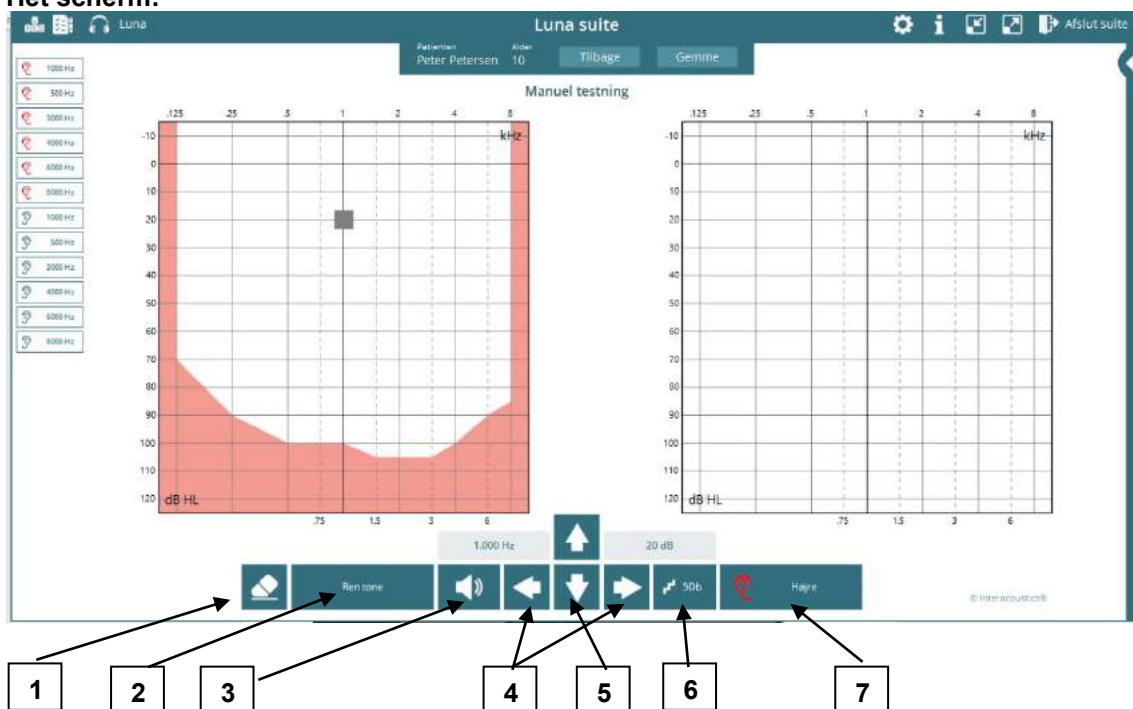 Het scherm:
Luna
Luna suite
Afslut suite
Patienten
Alder
Peter Petersen
10
Tilbage
Gemme
Manuel testning
1000 Hz
500 Hz
3000 Hz
4000 Hz
6000 Hz
8000 Hz
1000 Hz
500 Hz
3000 Hz
4000 Hz
6000 Hz
8000 Hz
.125 .25 .5 1 2 4 8
kHz
-10
0
10
20
30
40
50
60
70
80
90
100
110
120
dB HL
.75 1.5 3 6
.125 .25 .5 1 2 4 8
kHz
-10
0
10
20
30
40
50
60
70
80
90
100
110
120
dB HL
.75 1.5 3 6
1.000 Hz
20 dB
Ren tone
5Db
Højre
© Interacoustics®
1 2 3 4 5 6 7